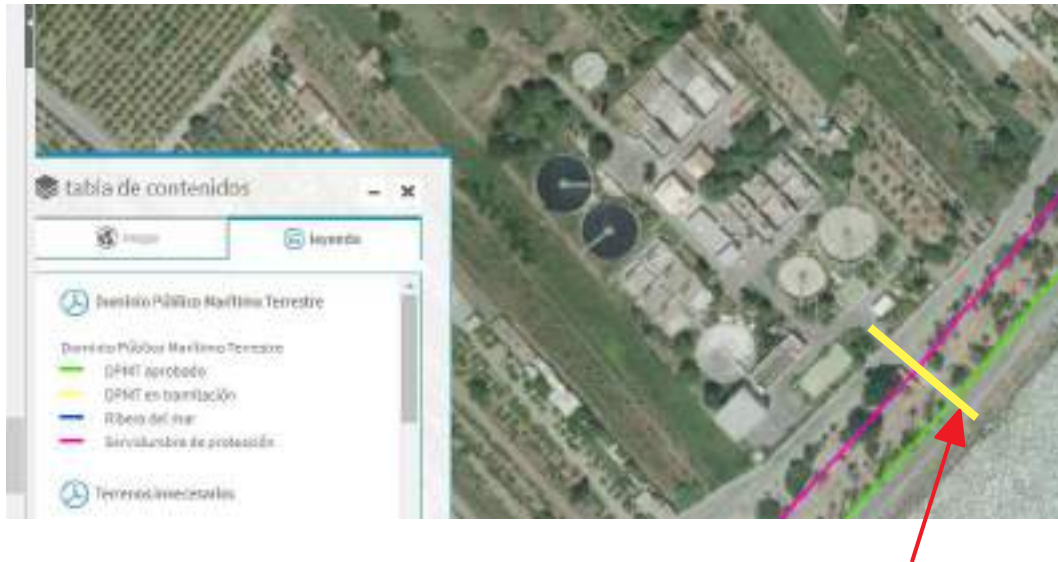 tabla de contenidos
leyenda
Dominio Público Marítimo Terrestre
Dominio Público Marítimo Terrestre
DPMT aprobado
DPMT en tramitación
Ribera del mar
Servidumbre de protección
Terrenos innecesarios